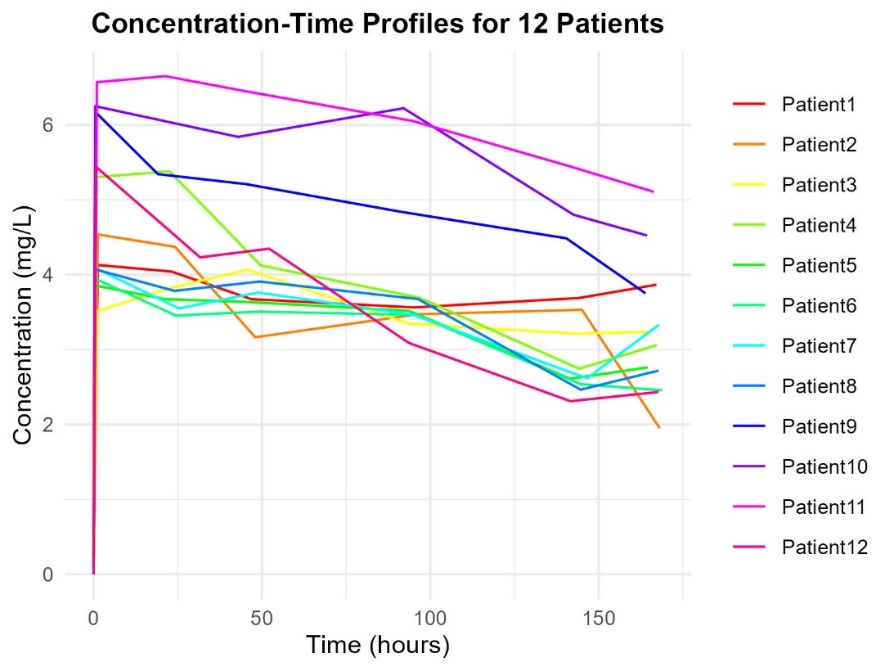 Concentration-Time Profiles for 12 Patients
Concentration (mg/L)
6
4
2
0
0 50 100 150
Time (hours)
Patient1
Patient2
Patient3
Patient4
Patient5
Patient6
Patient7
Patient8
Patient9
Patient10
Patient11
Patient12